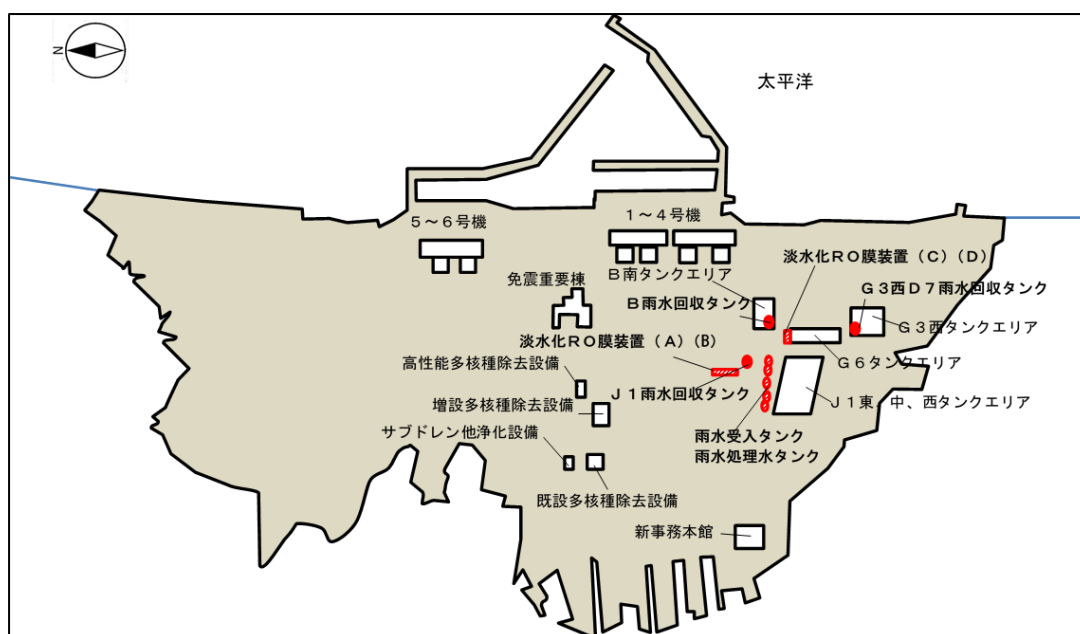 N
太平洋
5～6号機
1～4号機
淡水化RO膜装置（C）（D）
B南タンクエリア
免震重要棟
G3西D7雨水回収タンク
B雨水回収タンク
G3西タンクエリア
淡水化RO膜装置（A）（B）
高性能多核種除去設備
G6タンクエリア
J1雨水回収タンク
J1東、中、西タンクエリア
増設多核種除去設備
サブドレン他浄化設備
雨水受入タンク
雨水処理水タンク
既設多核種除去設備
新事務本館